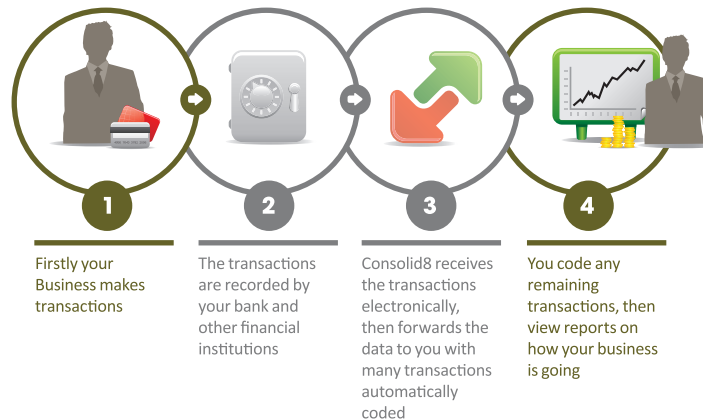 1
Firstly your
Business makes
transactions
2
The transactions
are recorded by
your bank and
other financial
institutions
3
Consolid8 receives
the transactions
electronically,
then forwards the
data to you with
many transactions
automatically
coded
4
You code any
remaining
transactions, then
view reports on
how your business
is going